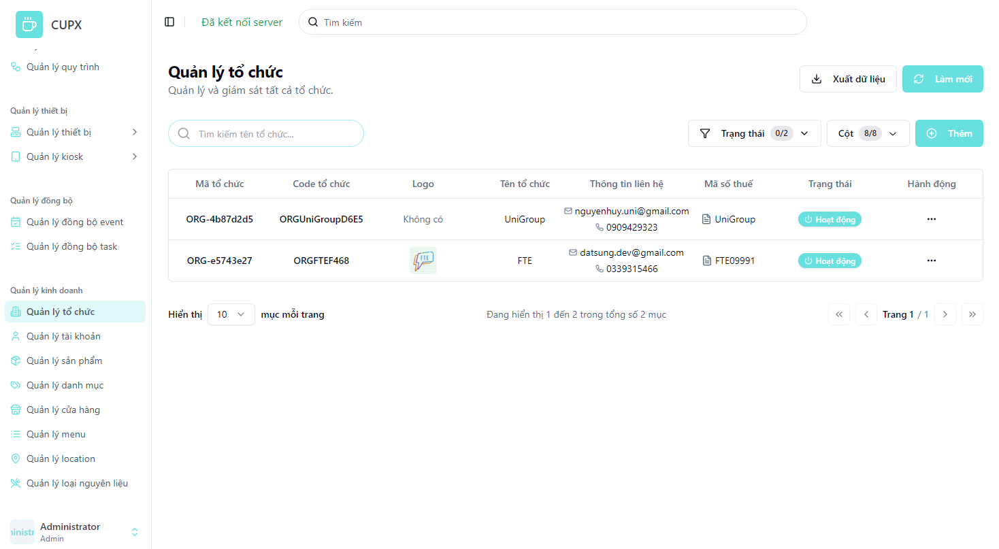 CUPX
Đã kết nối server
Tìm kiếm
Quản lý quy trình
Quản lý thiết bị
Quản lý thiết bị
Quản lý kiosk
Quản lý đồng bộ
Quản lý đồng bộ event
Quản lý đồng bộ task
Quản lý kinh doanh
Quản lý tổ chức
Quản lý tài khoản
Quản lý sản phẩm
Quản lý danh mục
Quản lý cửa hàng
Quản lý menu
Quản lý location
Quản lý loại nguyên liệu
Administrator
Admin
Quản lý tổ chức
Quản lý và giám sát tất cả tổ chức.
Xuất dữ liệu
Làm mới
Tìm kiếm tên tổ chức...
Trạng thái 0/2
Cột 8/8
Thêm
Mã tổ chức Code tổ chức Logo Tên tổ chức Thông tin liên hệ Mã số thuế Trạng thái Hành động
ORG-4b87d2d5 ORGUniGroupD6E5 Không có UniGroup nguyenhuy.uni@gmail.com 0909429323 UniGroup Hoạt động
ORG-e5743e27 ORGFTEF468 FTE FTE datsung.dev@gmail.com 0339315466 FTE09991 Hoạt động
Hiển thị 10 mục mỗi trang
Đang hiển thị 1 đến 2 trong tổng số 2 mục
Trang 1 / 1